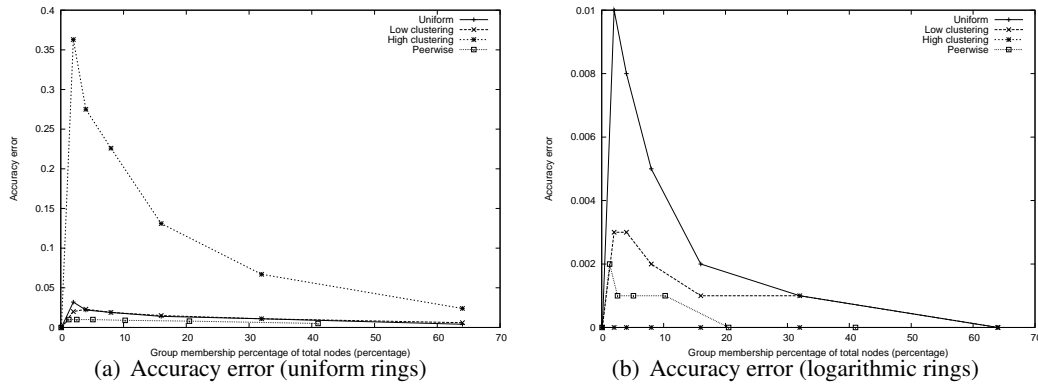 0.4
0.35
0.3
0.25
0.2
0.15
0.1
0.05
0
Accuracy error
Uniform
Low clustering
High clustering
Peerwise
0 10 20 30 40 50 60 70
Group membership percentage of total nodes (percentage)
(a) Accuracy error (uniform rings)
0.01
0.008
0.006
0.004
0.002
0
Accuracy error
Uniform
Low clustering
High clustering
Peerwise
0 10 20 30 40 50 60 70
Group membership percentage of total nodes (percentage)
(b) Accuracy error (logarithmic rings)